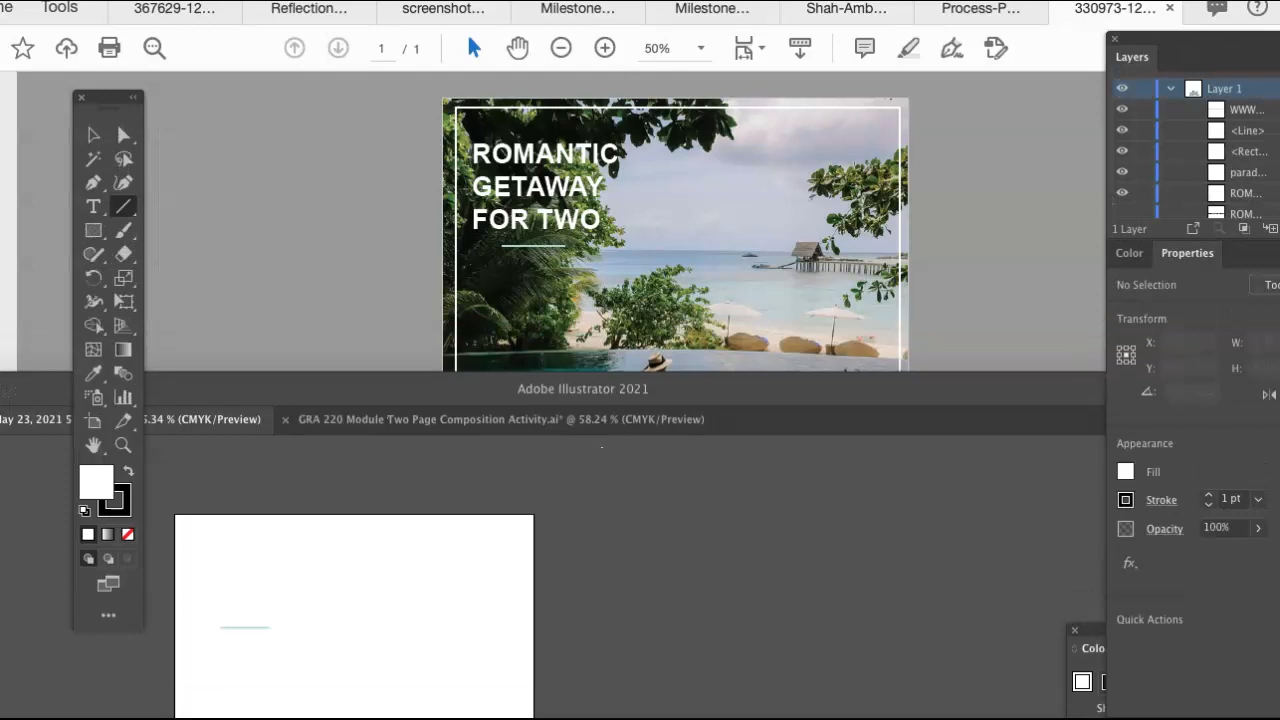 me Tools 367629-12... Reflection... screenshot... Milestone... Milestone... Shah-Amb... Process-P... 330973-12... ×
1 / 1 50%
Layers
Layer 1
WWW...
<Line>
<Rect...
parad...
ROM...
ROM...
1 Layer
Color Properties
No Selection
Transform
X: W:
Y: H:
Appearance
Fill
Stroke 1 pt
Opacity 100%
fx.
Quick Actions
ROMANTIC
GETAWAY
FOR TWO
Adobe Illustrator 2021
May 23, 2021 5 5.34 % (CMYK/Preview) × GRA 220 Module Two Page Composition Activity.ai* @ 58.24 % (CMYK/Preview)
Colo